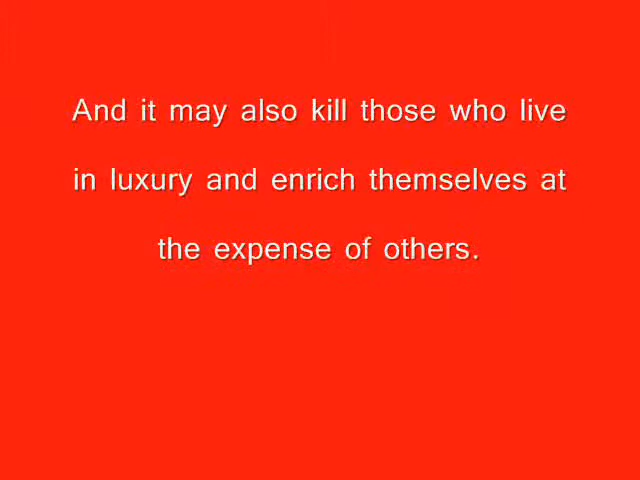 And it may also kill those who live
in luxury and enrich themselves at
the expense of others.